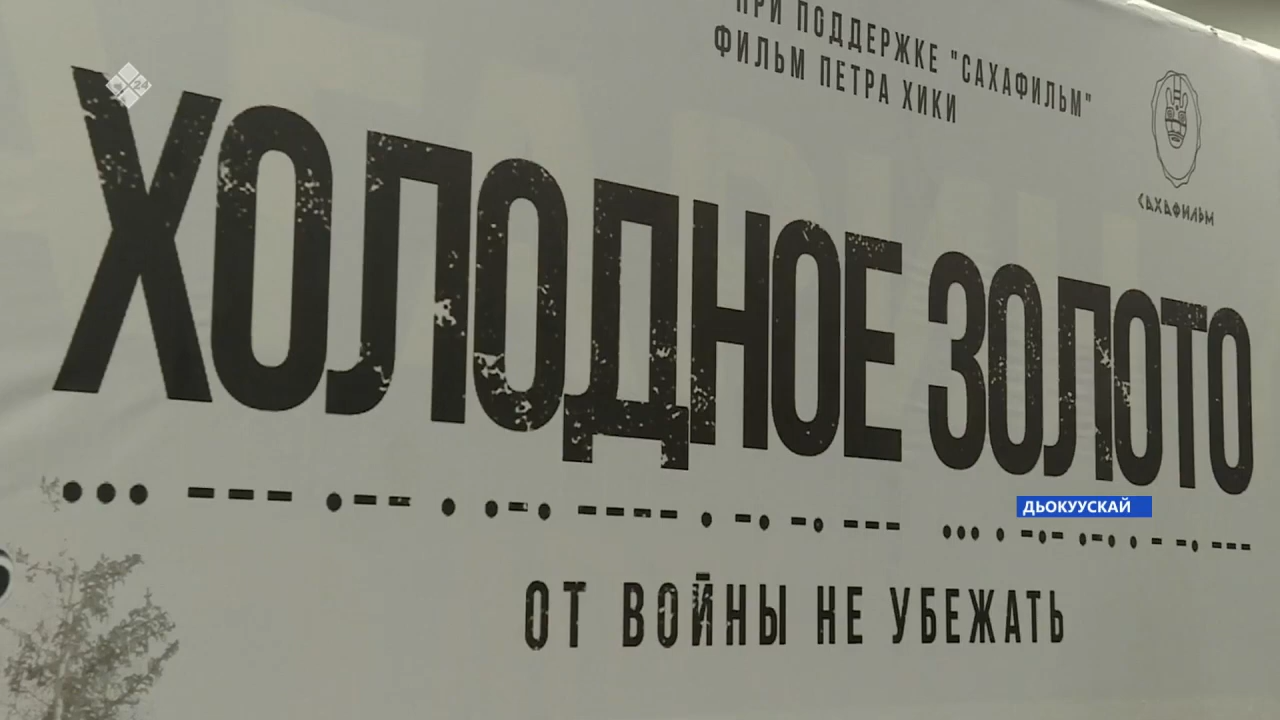 ПРИ ПОДДЕРЖКЕ "САХАФИЛЬМ"
ФИЛЬМ ПЕТРА ХИКИ
САХАФИЛЬМ
ХОЛОДНОЕ ЗОЛОТО
ДЬОКУУСКАЙ
ОТ ВОЙНЫ НЕ УБЕЖАТЬ